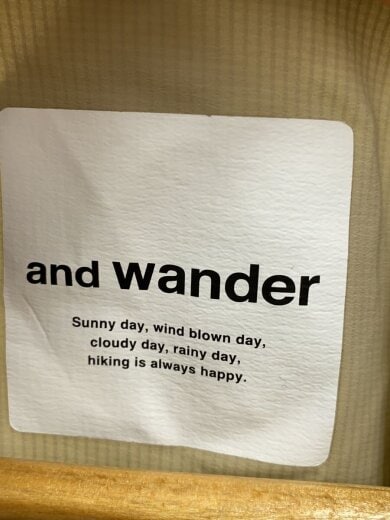 and wander
Sunny day, wind blown day,
cloudy day, rainy day,
hiking is always happy.